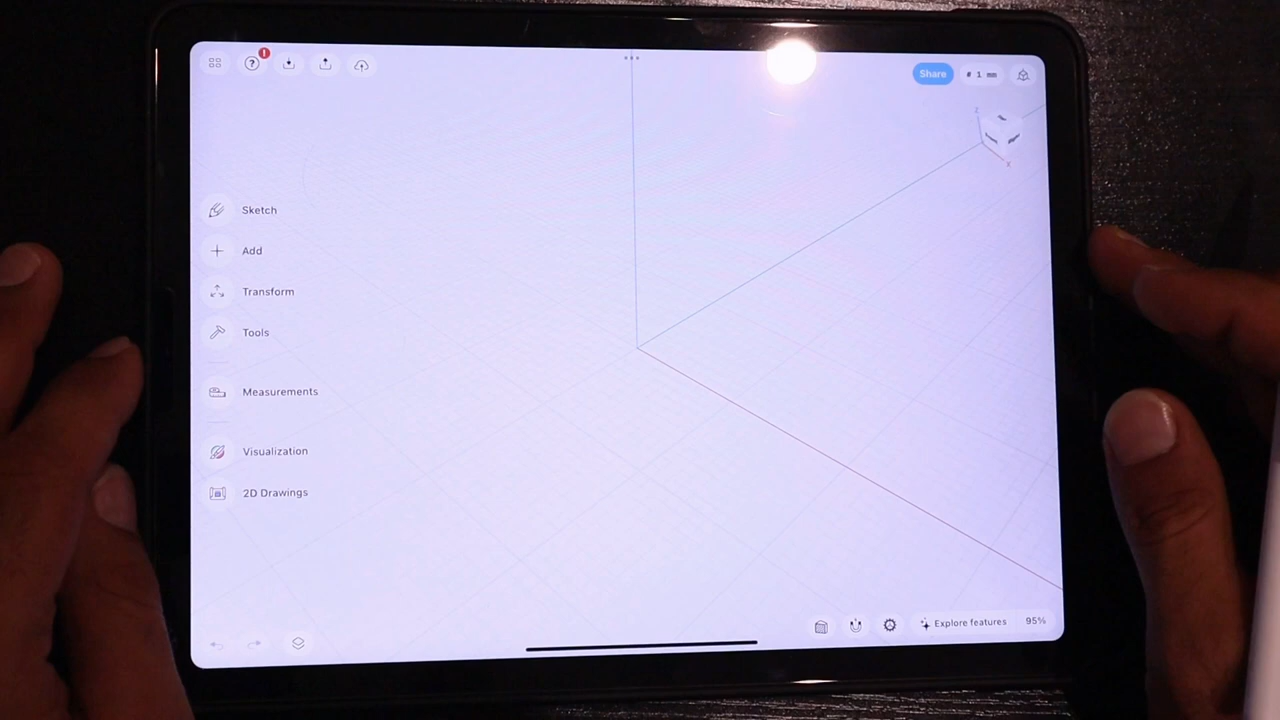 Share
# 1 mm
Z
X
Sketch
Add
Transform
Tools
Measurements
Visualization
2D Drawings
Explore features
95%